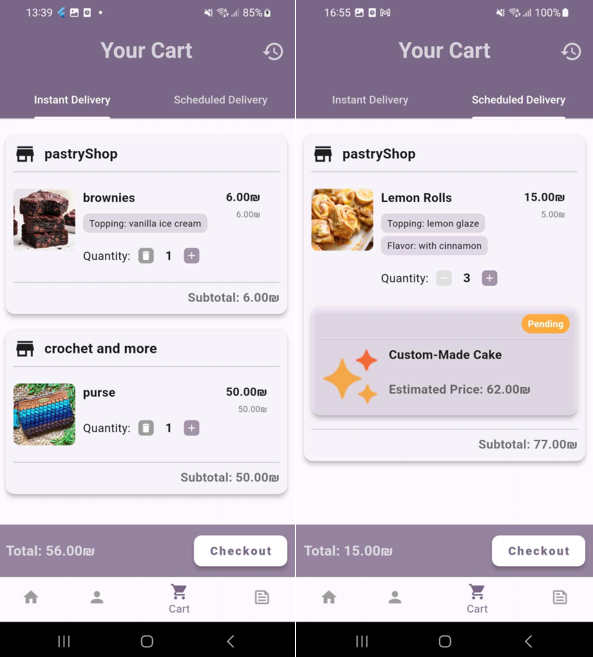 13:39
85%
Your Cart
Instant Delivery
Scheduled Delivery
pastryShop
brownies
6.00₪
6.00₪
Topping: vanilla ice cream
Quantity:
1
+
Subtotal: 6.00₪
crochet and more
purse
50.00₪
50.00₪
Quantity:
1
+
Subtotal: 50.00₪
Total: 56.00₪
Checkout
Cart
16:55
100%
Your Cart
Instant Delivery
Scheduled Delivery
pastryShop
Lemon Rolls
15.00₪
5.00₪
Topping: lemon glaze
Flavor: with cinnamon
Quantity:
−
3
+
Pending
Custom-Made Cake
Estimated Price: 62.00₪
Subtotal: 77.00₪
Total: 15.00₪
Checkout
Cart